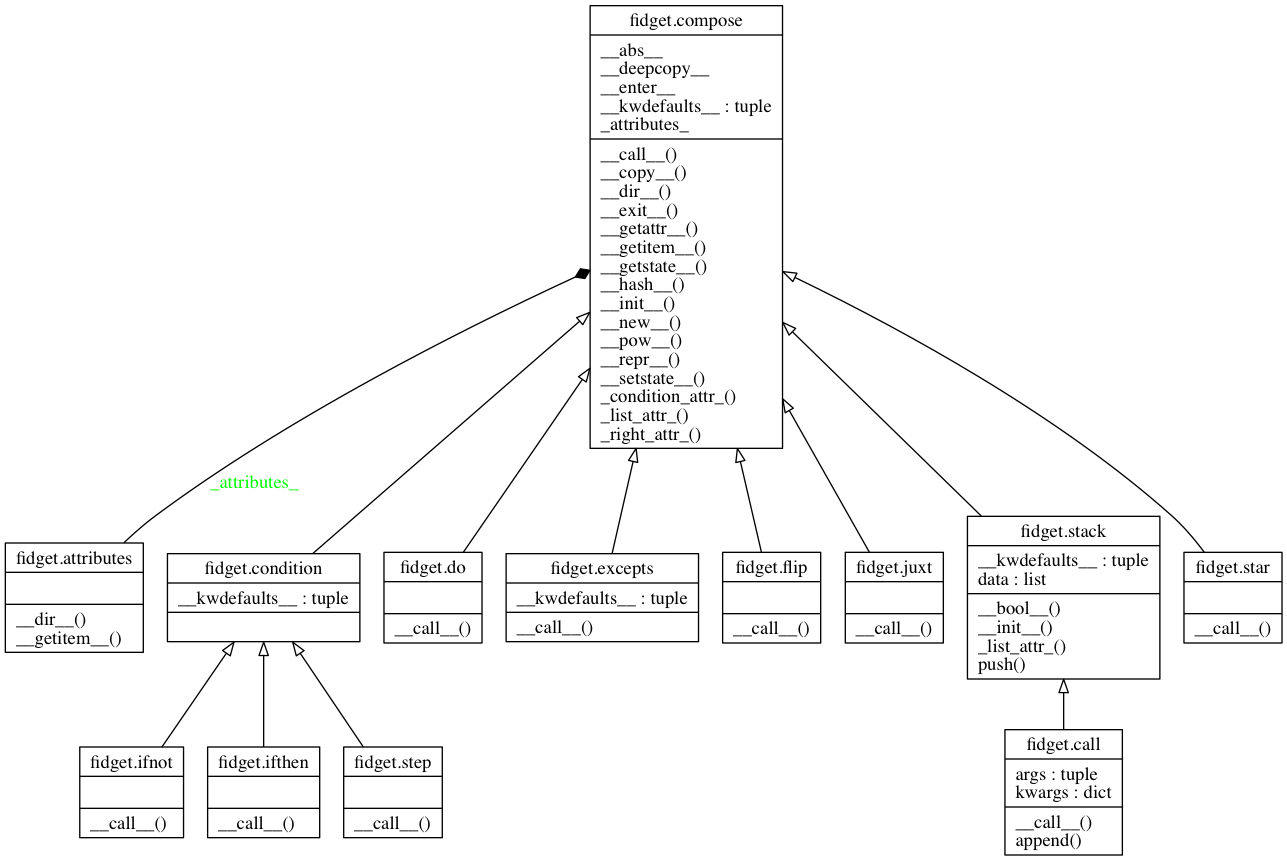 fidget.compose
__abs__
__deepcopy__
__enter__
__kwdefaults__ : tuple
_attributes_
__call__()
__copy__()
__dir__()
__exit__()
__getattr__()
__getitem__()
__getstate__()
__hash__()
__init__()
__new__()
__pow__()
__repr__()
__setstate__()
_condition_attr_()
_list_attr_()
_right_attr_()
_attributes_
fidget.attributes
__dir__()
__getitem__()
fidget.condition
__kwdefaults__ : tuple
fidget.do
__call__()
fidget.excepts
__kwdefaults__ : tuple
__call__()
fidget.flip
__call__()
fidget.juxt
__call__()
fidget.stack
__kwdefaults__ : tuple
data : list
__bool__()
__init__()
_list_attr_()
push()
fidget.star
__call__()
fidget.ifnot
__call__()
fidget.ifthen
__call__()
fidget.step
__call__()
fidget.call
args : tuple
kwargs : dict
__call__()
append()